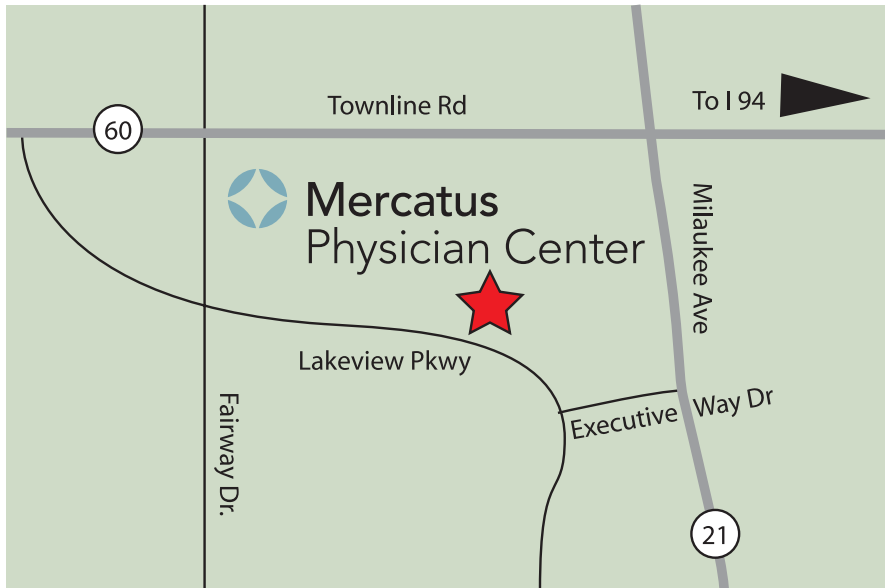 Townline Rd
To I 94
60
Mercatus
Physician Center
Milaukee Ave
Lakeview Pkwy
Fairway Dr.
Executive Way Dr
21